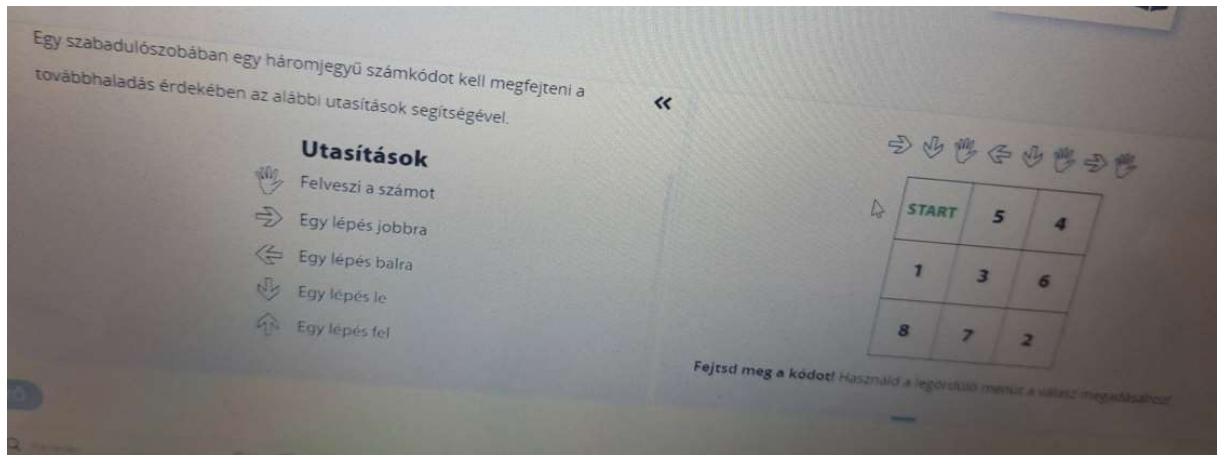 Egy szabadulószobában egy háromjegyű számkódot kell megfejteni a
továbbhaladás érdekében az alábbi utasítások segítségével.
Utasítások
Felveszi a számot
Egy lépés jobbra
Egy lépés balra
Egy lépés le
Egy lépés fel
«
START 5 4
1 3 6
8 7 2
Fejtsd meg a kódot! Használd a legördülő menüt a válasz megadásához!